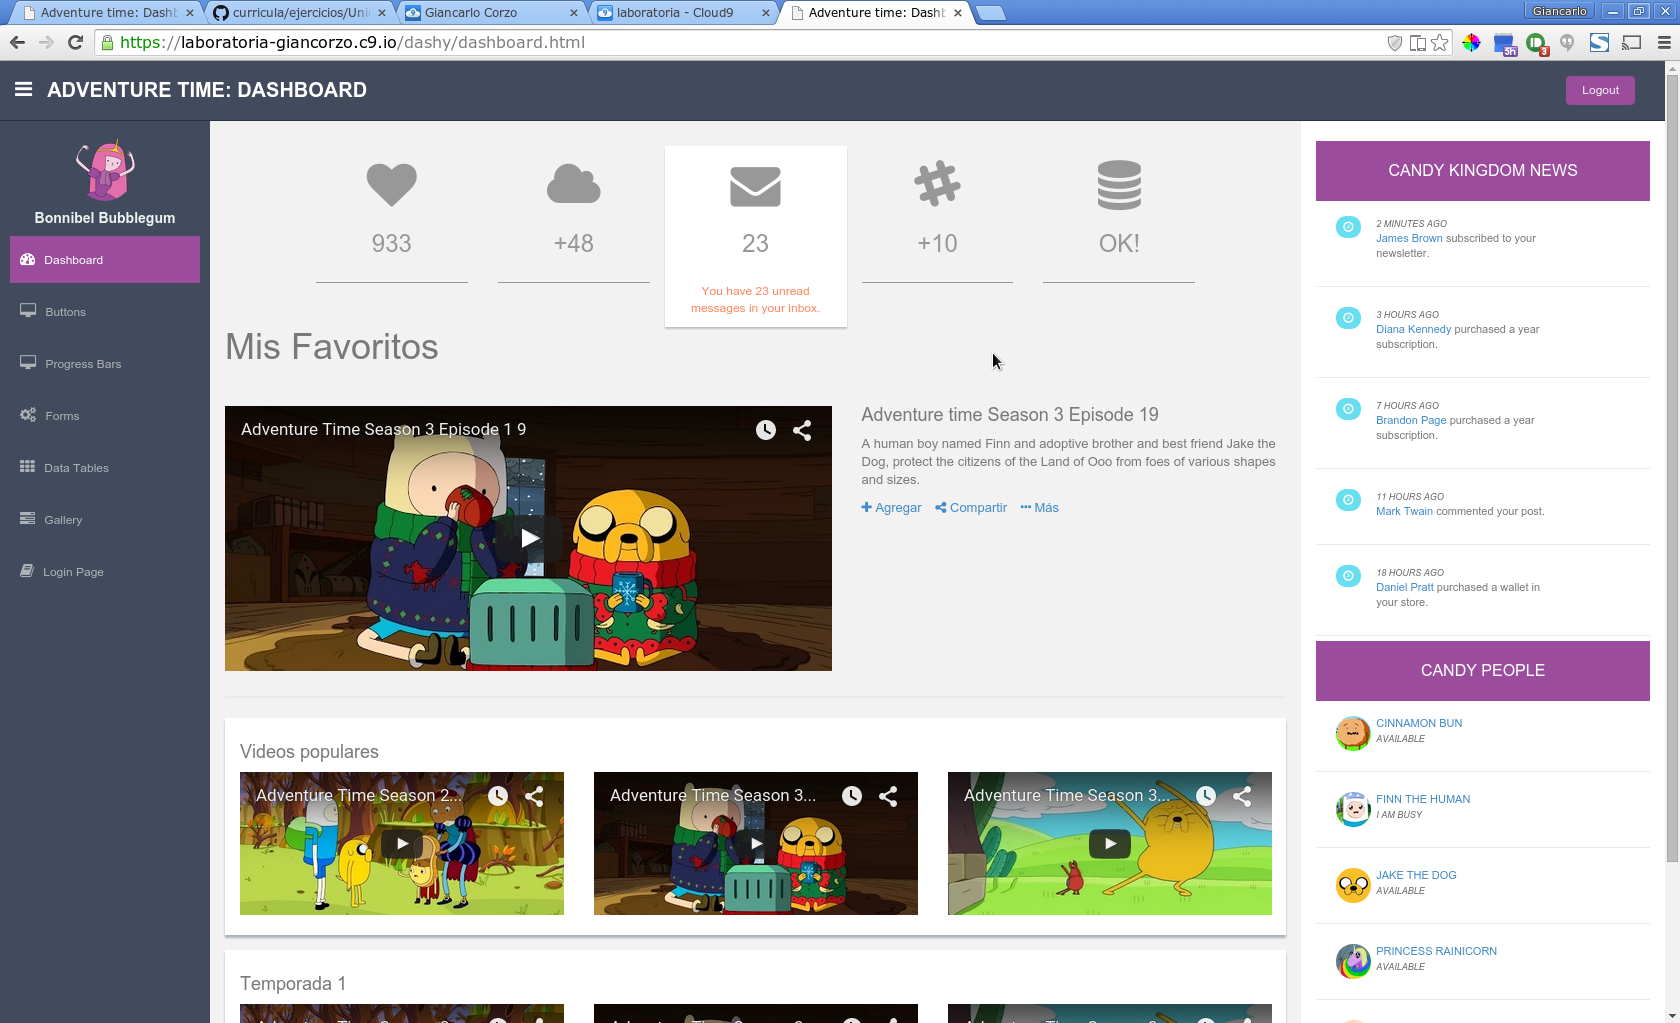 Adventure time: Dasht
curricula/ejercicios/Uni
Giancarlo Corzo
laboratoria - Cloud9
Adventure time: Dasht
Giancarlo
https://laboratoria-giancorzo.c9.io/dashy/dashboard.html
5h
3
ADVENTURE TIME: DASHBOARD
Logout
Bonnibel Bubblegum
Dashboard
Buttons
Progress Bars
Forms
Data Tables
Gallery
Login Page
933
+48
23
+10
OK!
You have 23 unread
messages in your inbox.
Mis Favoritos
Adventure Time Season 3 Episode 1 9
Adventure time Season 3 Episode 19
A human boy named Finn and adoptive brother and best friend Jake the
Dog, protect the citizens of the Land of Ooo from foes of various shapes
and sizes.
Agregar
Compartir
Más
Videos populares
Adventure Time Season 2...
Adventure Time Season 3...
Adventure Time Season 3...
Temporada 1
CANDY KINGDOM NEWS
2 MINUTES AGO
James Brown subscribed to your
newsletter.
3 HOURS AGO
Diana Kennedy purchased a year
subscription.
7 HOURS AGO
Brandon Page purchased a year
subscription.
11 HOURS AGO
Mark Twain commented your post.
18 HOURS AGO
Daniel Pratt purchased a wallet in
your store.
CANDY PEOPLE
CINNAMON BUN
AVAILABLE
FINN THE HUMAN
I AM BUSY
JAKE THE DOG
AVAILABLE
PRINCESS RAINICORN
AVAILABLE